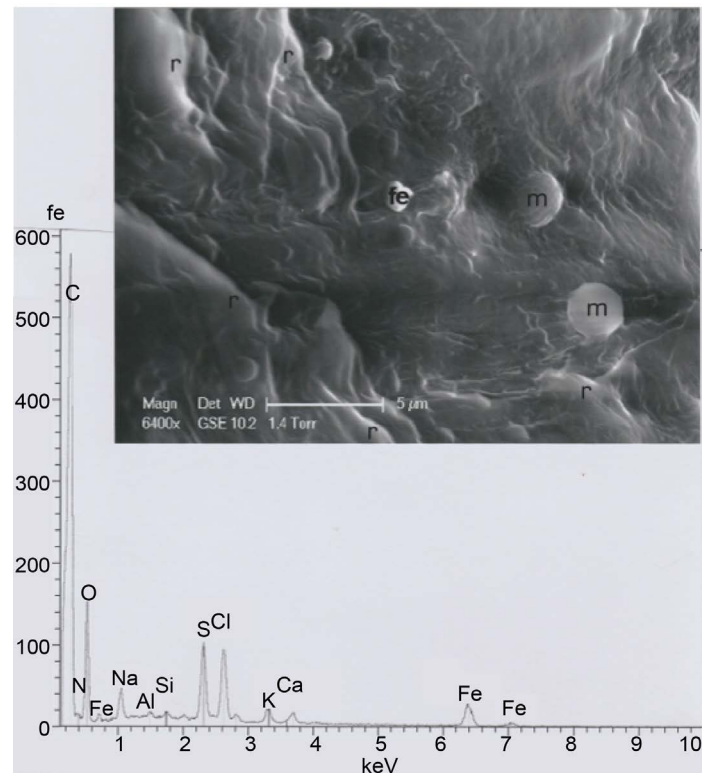 r r
fe m
r m
r
r
Magn Det WD 5 µm
6400x GSE 10.2 1.4 Torr
fe
600
C
500
400
300
200
O
100 S Cl
N Fe Na Al Si K Ca Fe Fe
0
1 2 3 4 5 6 7 8 9 10
keV